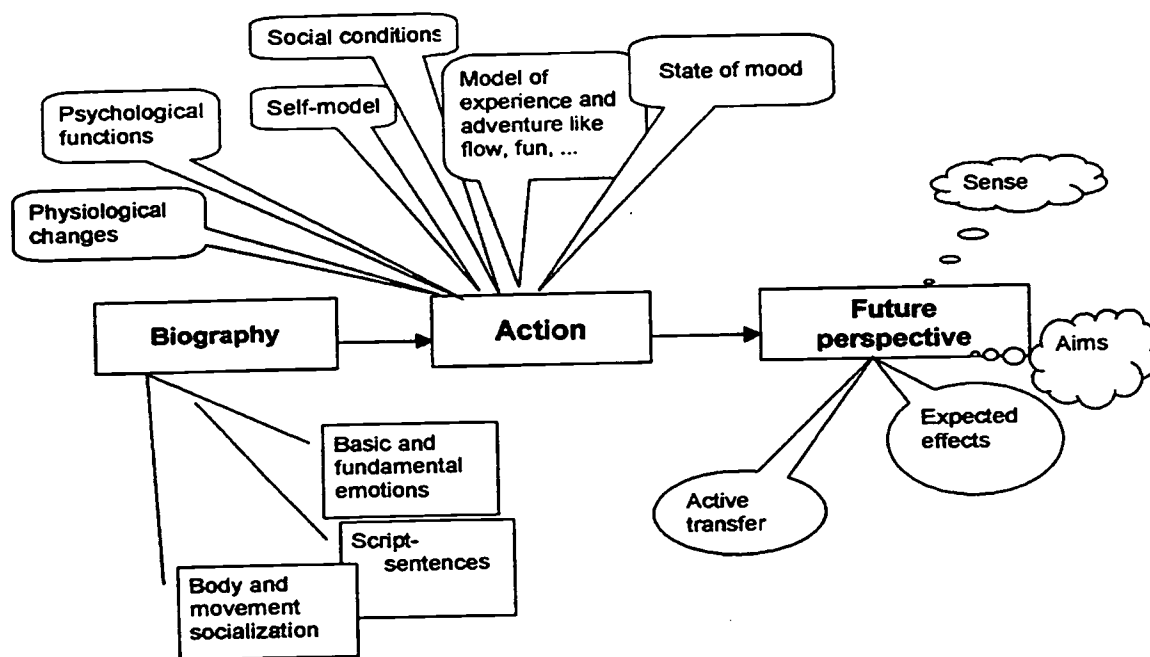 Social conditions
State of mood
Model of
experience and
adventure like
flow, fun, ...
Self-model
Psychological
functions
Physiological
changes
Sense
Biography
Action
Future
perspective
Aims
Basic and
fundamental
emotions
Script-
sentences
Body and
movement
socialization
Expected
effects
Active
transfer